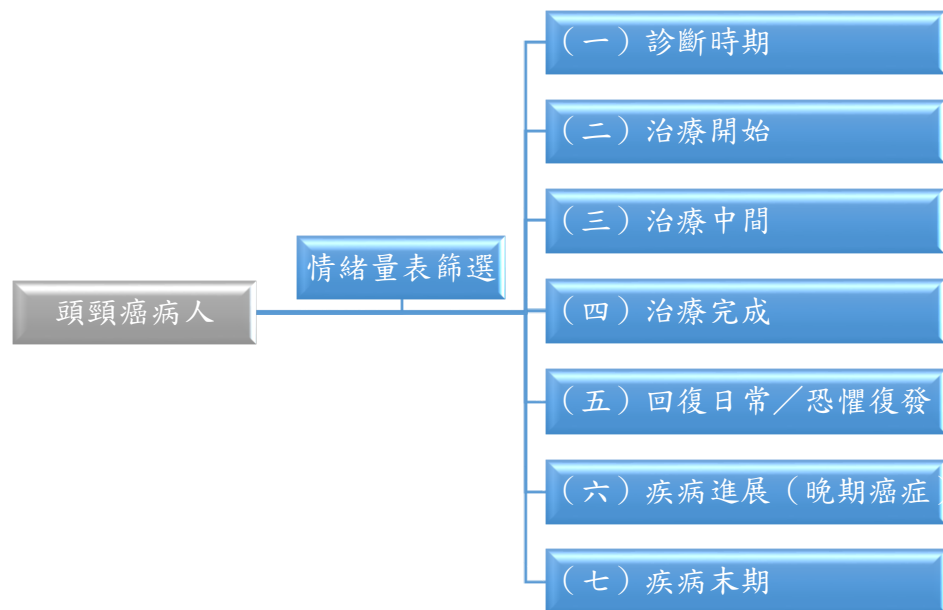 頭頸癌病人
情緒量表篩選
（一）診斷時期
（二）治療開始
（三）治療中間
（四）治療完成
（五）回復日常／恐懼復發
（六）疾病進展（晚期癌症）
（七）疾病末期